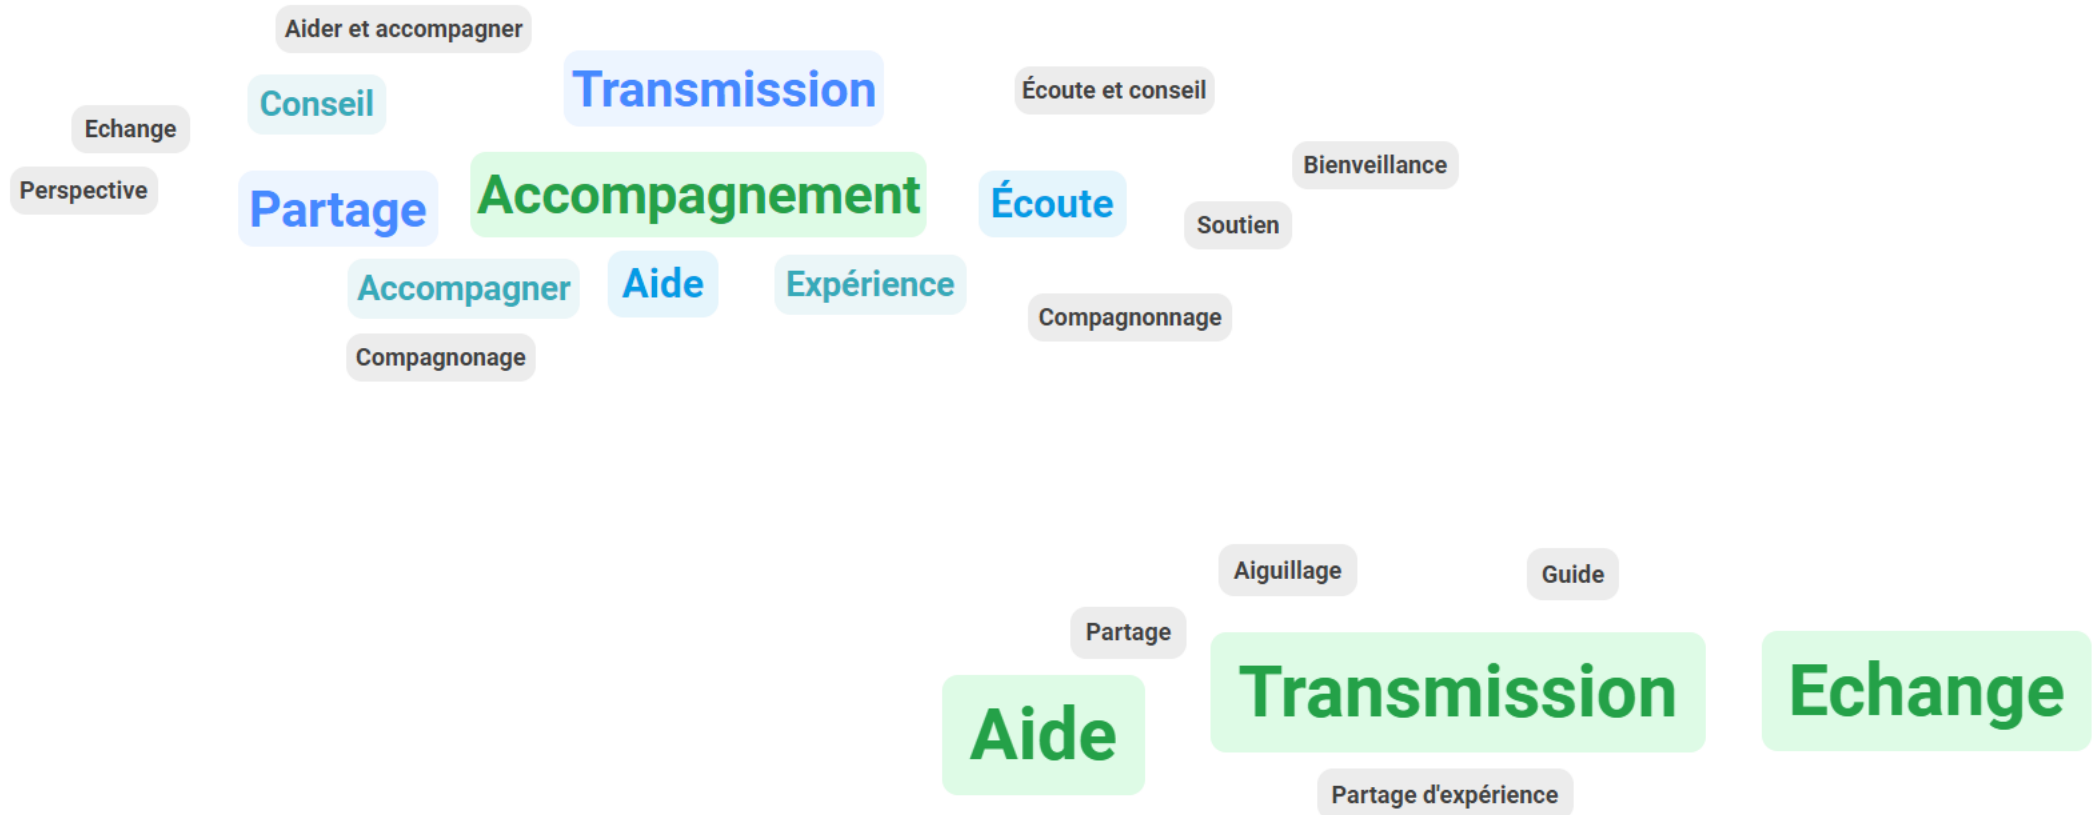 Aider et accompagner
Transmission
Écoute et conseil
Conseil
Echange
Bienveillance
Perspective
Partage
Accompagnement
Écoute
Soutien
Accompagner
Aide
Expérience
Compagnonnage
Compagnonage
Aiguillage
Guide
Partage
Aide
Transmission
Echange
Partage d'expérience